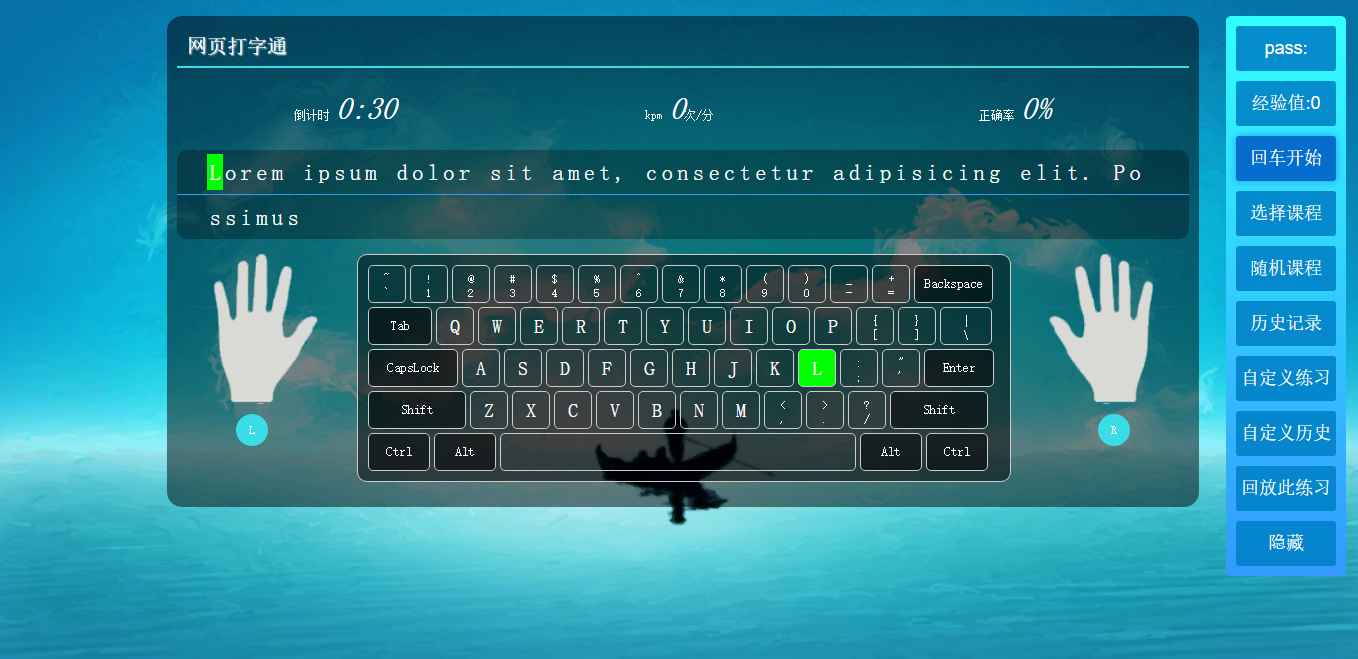 网页打字通
倒计时 0:30
kpm 0次/分
正确率 0%
Lorem ipsum dolor sit amet, consectetur adipisicing elit. Po
ssimus
~ ! @ # $ % ^ & * ( ) _ +
` 1 2 3 4 5 6 7 8 9 0 - = Backspace
Tab Q W E R T Y U I O P { [ } ] | \
CapsLock A S D F G H J K L : ; " ' Enter
Shift Z X C V B N M < , > . ? / Shift
Ctrl Alt Alt Ctrl
L
R
pass:
经验值:0
回车开始
选择课程
随机课程
历史记录
自定义练习
自定义历史
回放此练习
隐藏